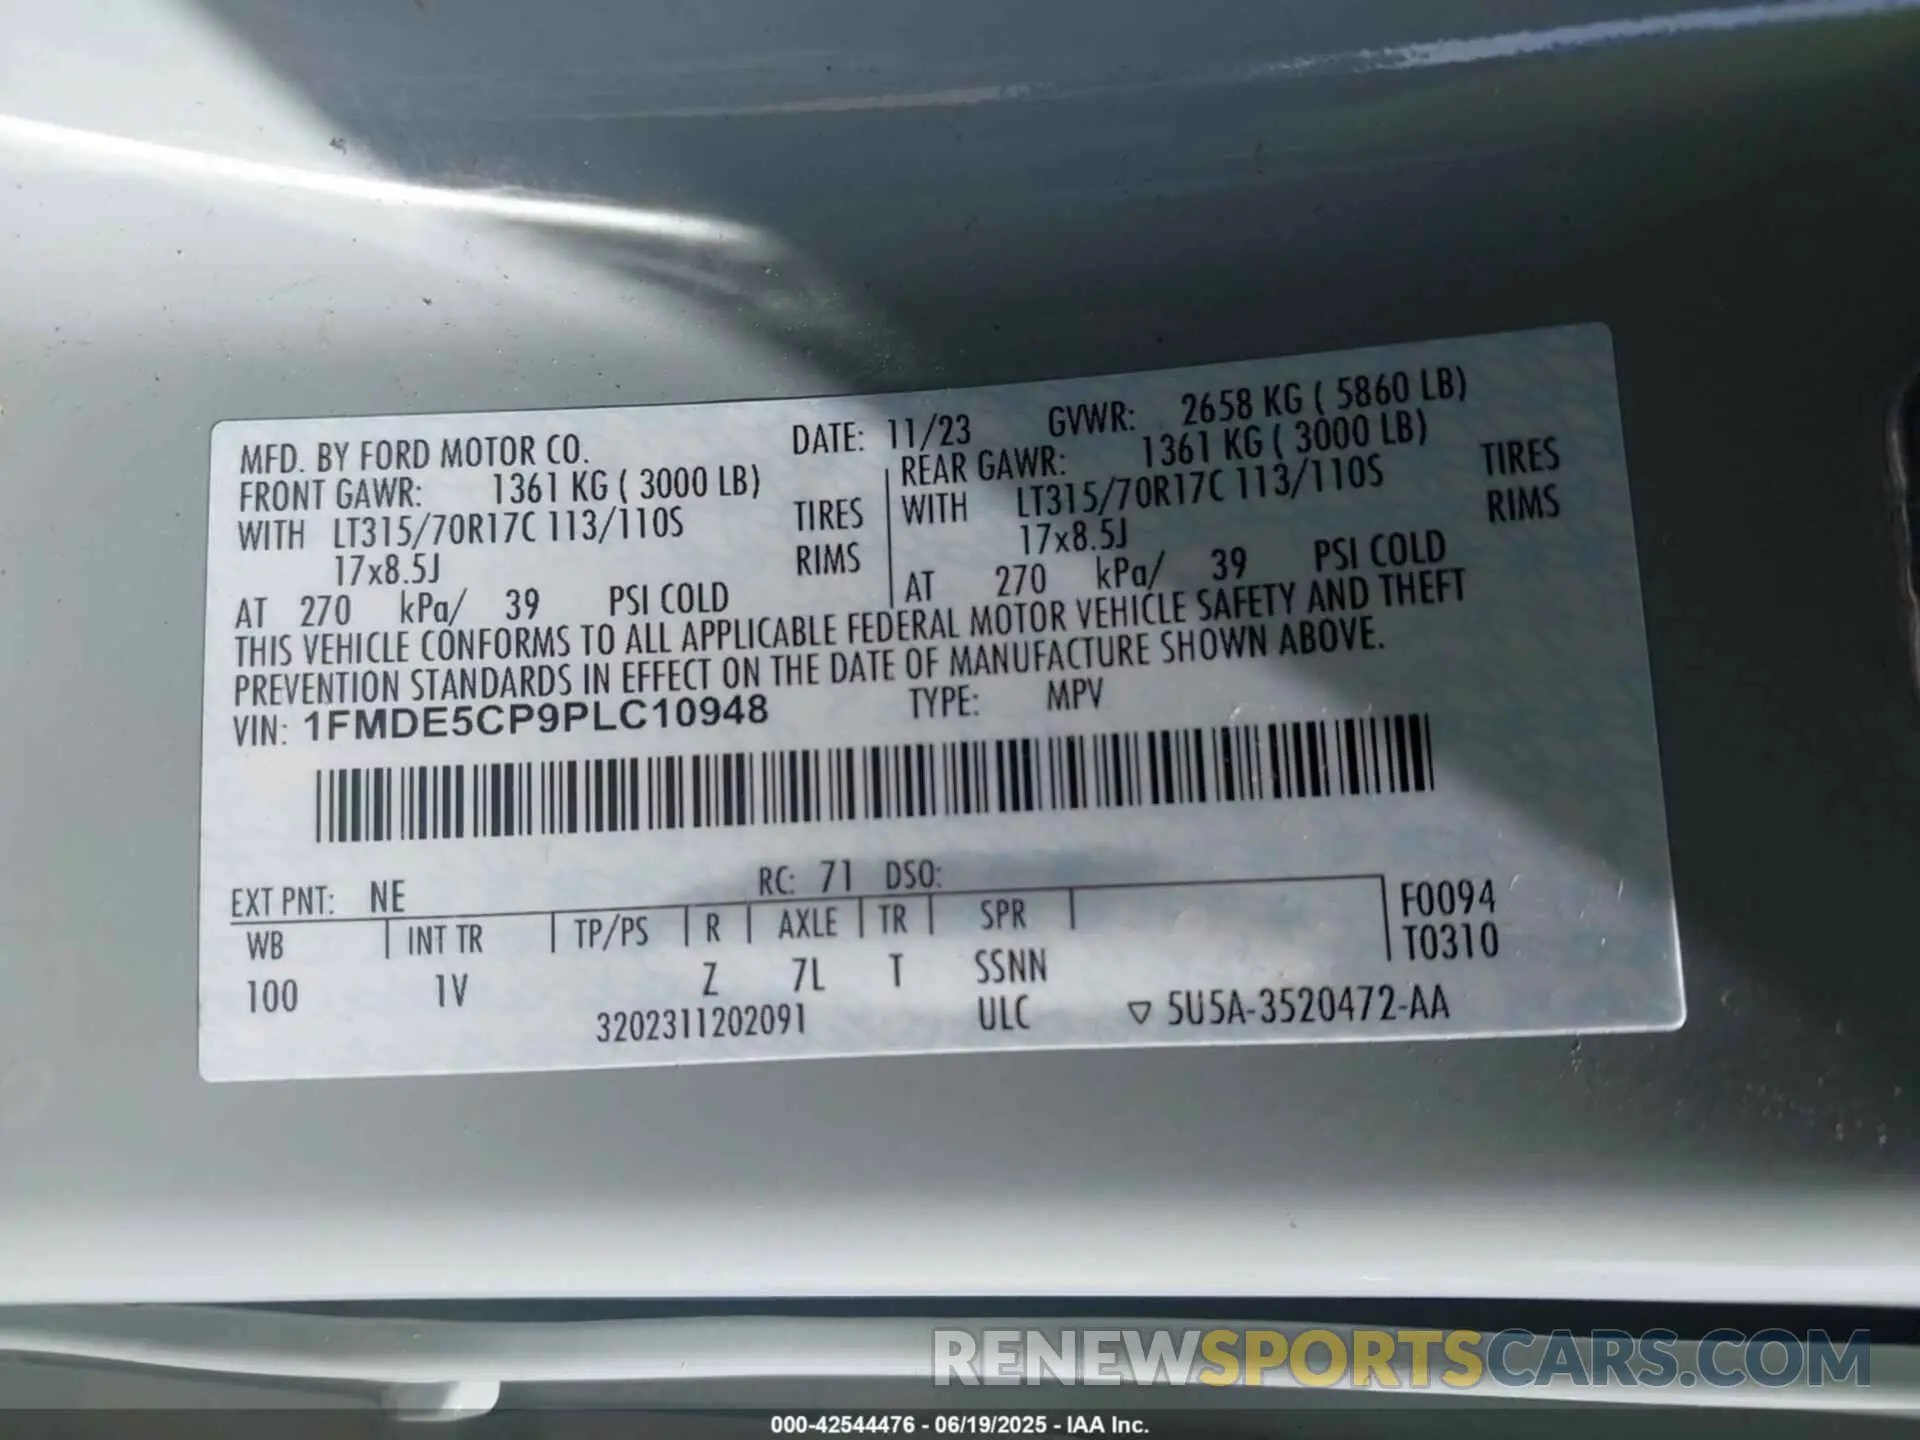 MFD. BY FORD MOTOR CO. DATE: 11/23 GVWR: 2658 KG ( 5860 LB)
FRONT GAWR: 1361 KG ( 3000 LB) REAR GAWR: 1361 KG ( 3000 LB)
WITH LT315/70R17C 113/110S TIRES WITH LT315/70R17C 113/110S TIRES
17x8.5J RIMS 17x8.5J RIMS
AT 270 kPa/ 39 PSI COLD AT 270 kPa/ 39 PSI COLD
THIS VEHICLE CONFORMS TO ALL APPLICABLE FEDERAL MOTOR VEHICLE SAFETY AND THEFT
PREVENTION STANDARDS IN EFFECT ON THE DATE OF MANUFACTURE SHOWN ABOVE.
VIN: 1FMDE5CP9PLC10948 TYPE: MPV
EXT PNT: NE RC: 71 DSO:
WB INT TR TP/PS R AXLE TR SPR F0094
T0310
100 1V Z 7L T SSNN
3202311202091 ULC ▽ 5U5A-3520472-AA
RENEWSPORTSCARS.COM
000-42544476 - 06/19/2025 - IAA Inc.